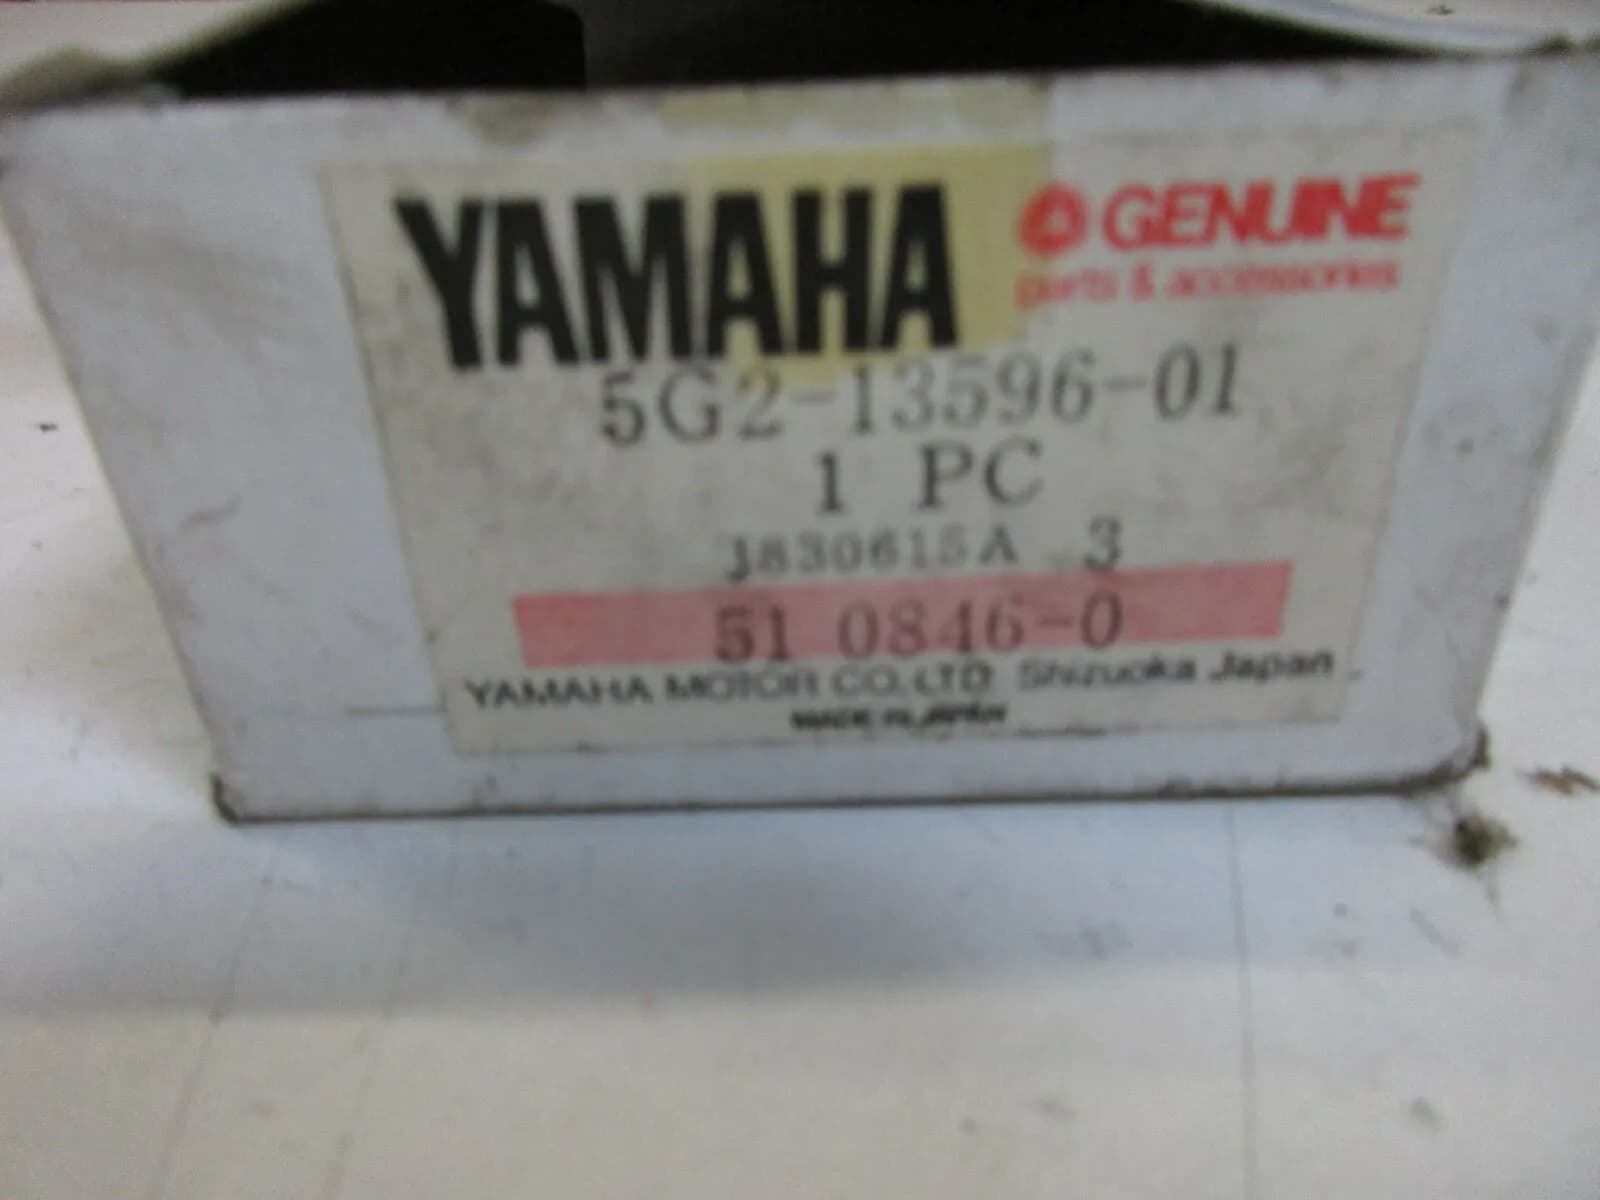 YAMAHA GENUINE
parts & accessories
5G2-13596-01
1 PC
J830615A 3
51 0846-0
YAMAHA MOTOR CO.,LTD. Shizuoka Japan
MADE IN JAPAN